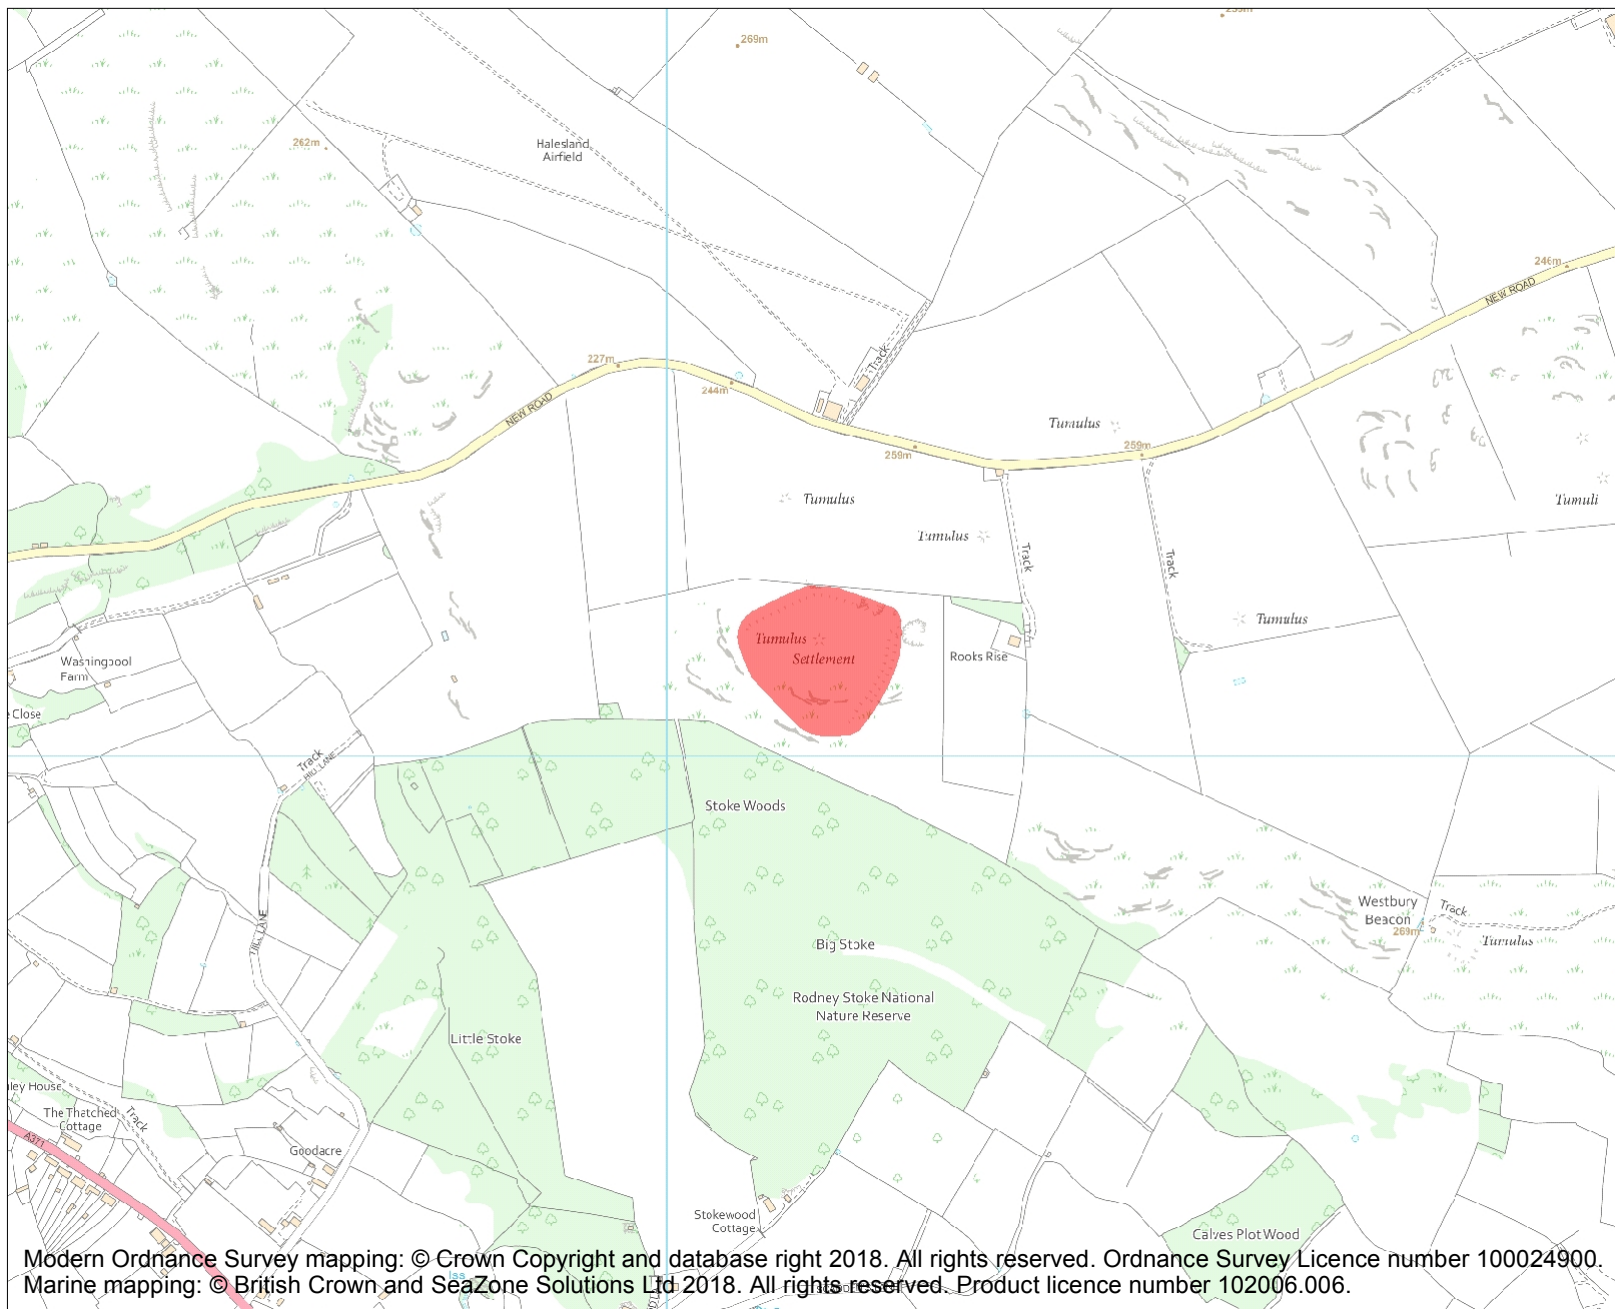 269m
262m
Halesland
Airfield
246m
NEW ROAD
227m
244m
Track
NEW ROAD
Tumulus
259m
259m
Tumulus
Tumuli
Tumulus
Track
Track
Tumulus
Tumulus
Settlement
Rooks Rise
Washingpool
Farm
Close
Track
HILL LANE
Stoke Woods
Westbury
Beacon
269m
Track
Tumulus
HILL LANE
Big Stoke
Rodney Stoke National
Nature Reserve
Little Stoke
ley House
The Thatched
Cottage
Track
A371
Goodacre
Stokewood
Cottage
Calves Plot Wood
Modern Ordnance Survey mapping: © Crown Copyright and database right 2018. All rights reserved. Ordnance Survey Licence number 100024900.
Marine mapping: © British Crown and SeaZone Solutions Ltd 2018. All rights reserved. Product licence number 102006.006.